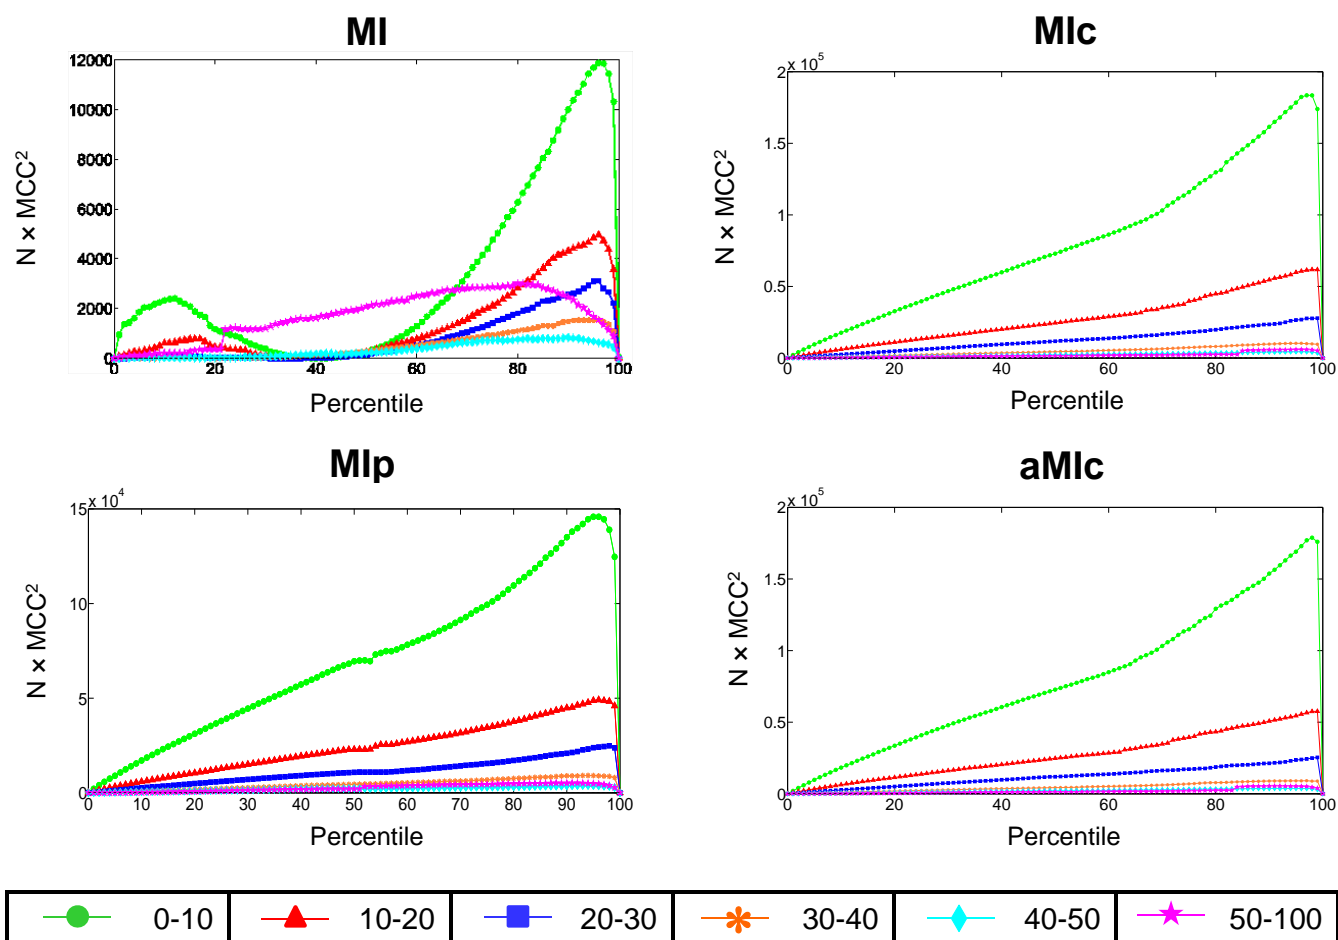 MI
12000
10000
8000
6000
4000
2000
0
0 20 40 60 80 100
N × MCC²
Percentile
MIc
2 x 10⁵
1.5
1
0.5
0
0 20 40 60 80 100
N × MCC²
Percentile
MIp
15 x 10⁴
10
5
0
0 10 20 30 40 50 60 70 80 90 100
N × MCC²
Percentile
aMIc
2 x 10⁵
1.5
1
0.5
0
0 20 40 60 80 100
N × MCC²
Percentile
0-10 10-20 20-30 30-40 40-50 50-100